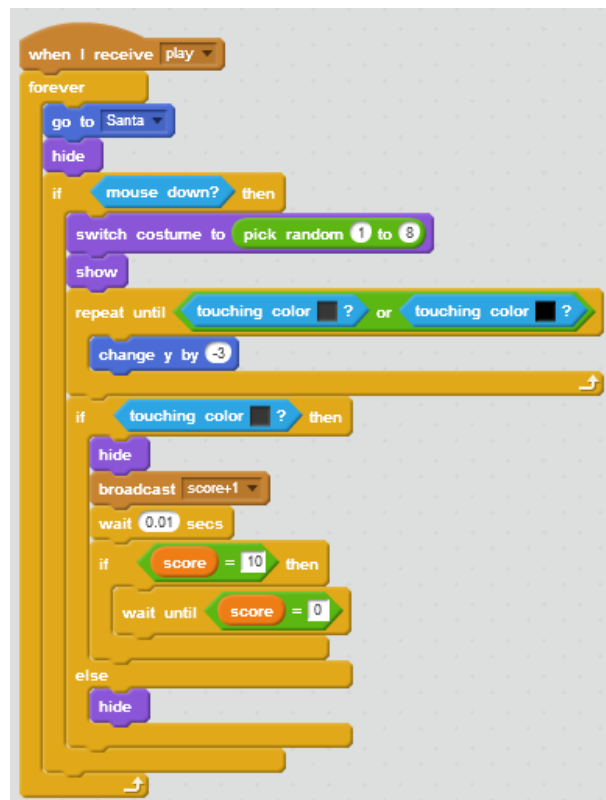 when I receive play
forever
go to Santa
hide
if mouse down? then
switch costume to pick random 1 to 8
show
repeat until touching color ? or touching color ?
change y by -3
if touching color ? then
hide
broadcast score+1
wait 0.01 secs
if score = 10 then
wait until score = 0
else
hide